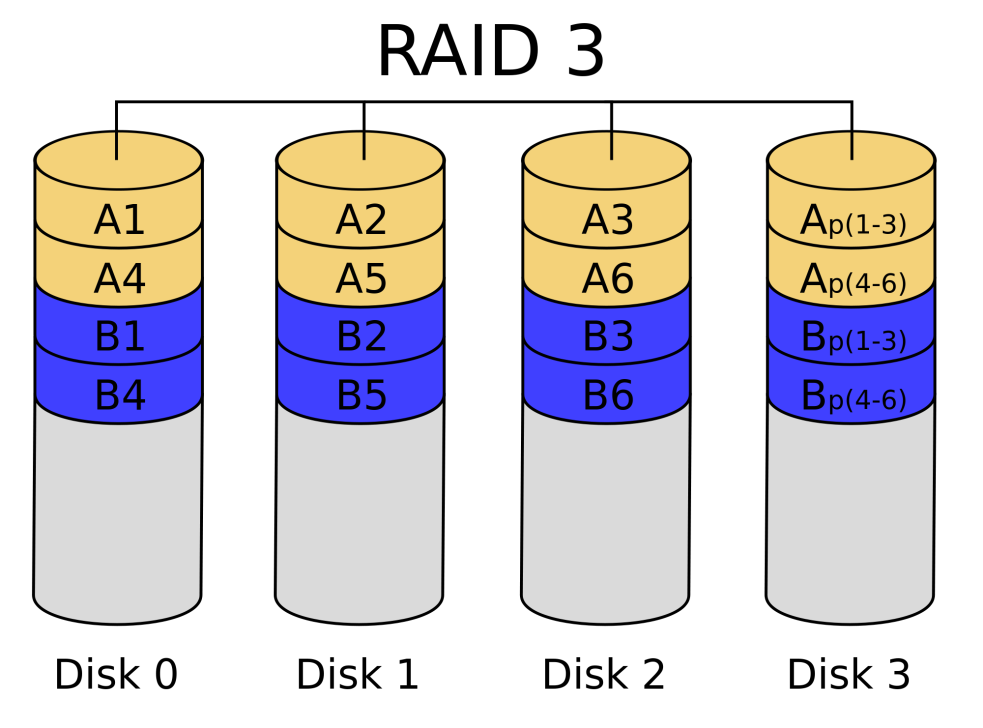 RAID 3
A1 A2 A3 Ap(1-3)
A4 A5 A6 Ap(4-6)
B1 B2 B3 Bp(1-3)
B4 B5 B6 Bp(4-6)
Disk 0 Disk 1 Disk 2 Disk 3